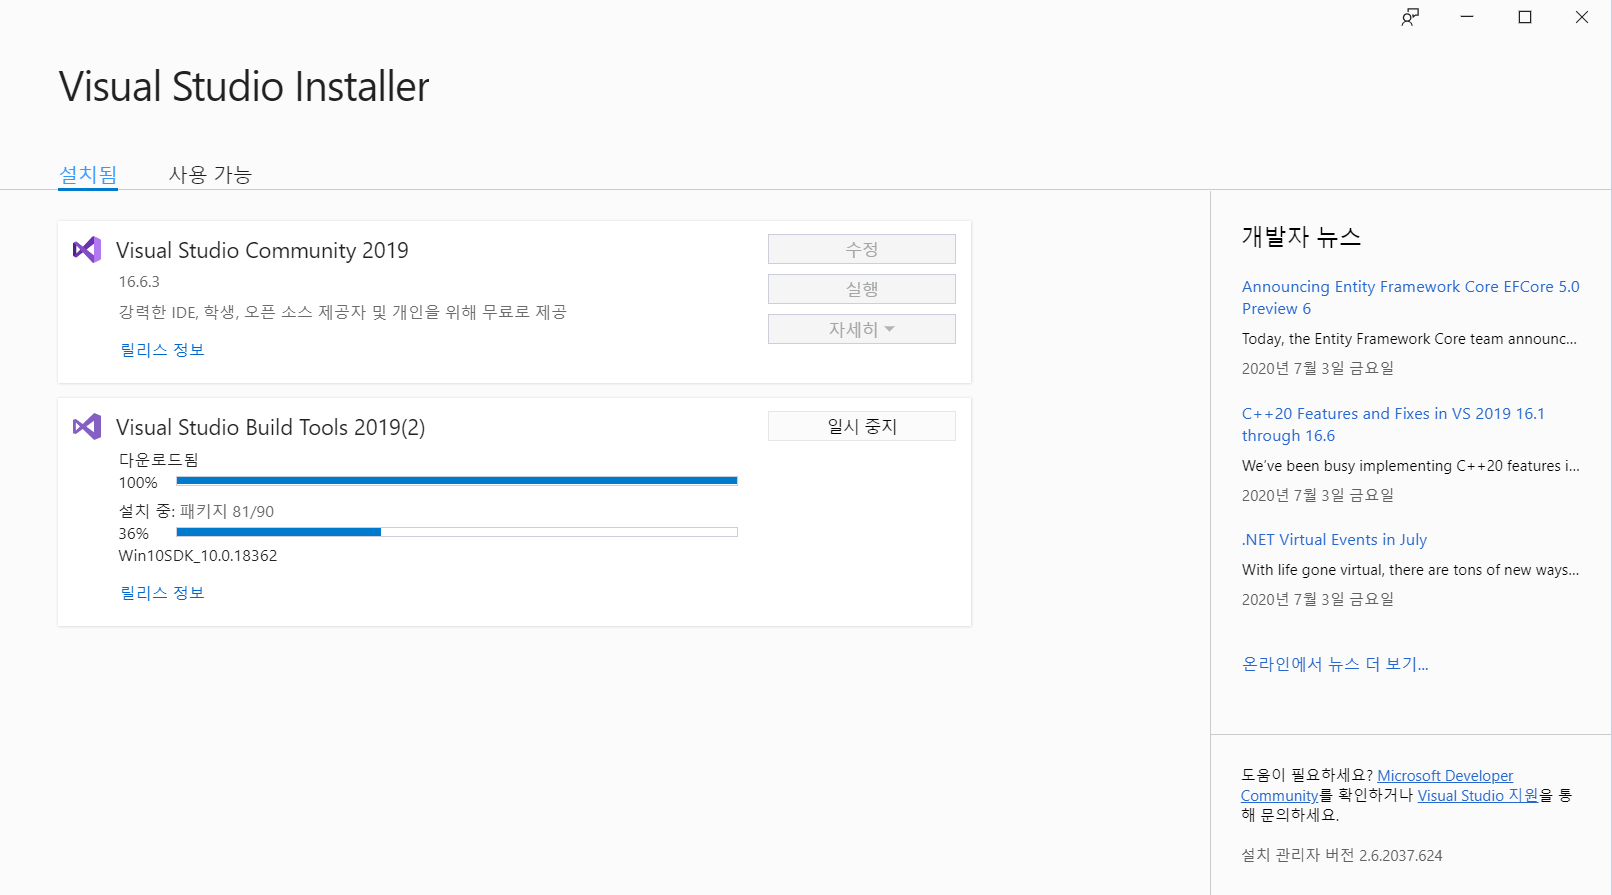 Visual Studio Installer
설치됨
사용 가능
Visual Studio Community 2019
16.6.3
강력한 IDE, 학생, 오픈 소스 제공자 및 개인을 위해 무료로 제공
릴리스 정보
수정
실행
자세히
Visual Studio Build Tools 2019(2)
다운로드됨
100%
설치 중: 패키지 81/90
36%
Win10SDK_10.0.18362
릴리스 정보
일시 중지
개발자 뉴스
Announcing Entity Framework Core EFCore 5.0
Preview 6
Today, the Entity Framework Core team announc...
2020년 7월 3일 금요일
C++20 Features and Fixes in VS 2019 16.1
through 16.6
We’ve been busy implementing C++20 features i...
2020년 7월 3일 금요일
.NET Virtual Events in July
With life gone virtual, there are tons of new ways...
2020년 7월 3일 금요일
온라인에서 뉴스 더 보기...
도움이 필요하세요? Microsoft Developer
Community를 확인하거나 Visual Studio 지원을 통
해 문의하세요.
설치 관리자 버전 2.6.2037.624